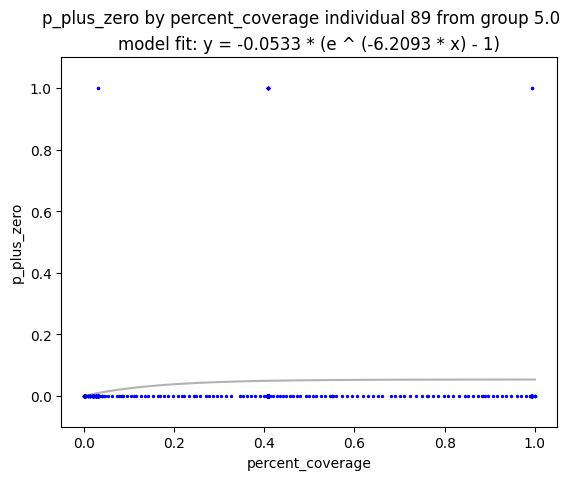 p_plus_zero by percent_coverage individual 89 from group 5.0
model fit: y = -0.0533 * (e ^ (-6.2093 * x) - 1)
1.0
0.8
0.6
0.4
0.2
0.0
p_plus_zero
0.0 0.2 0.4 0.6 0.8 1.0
percent_coverage